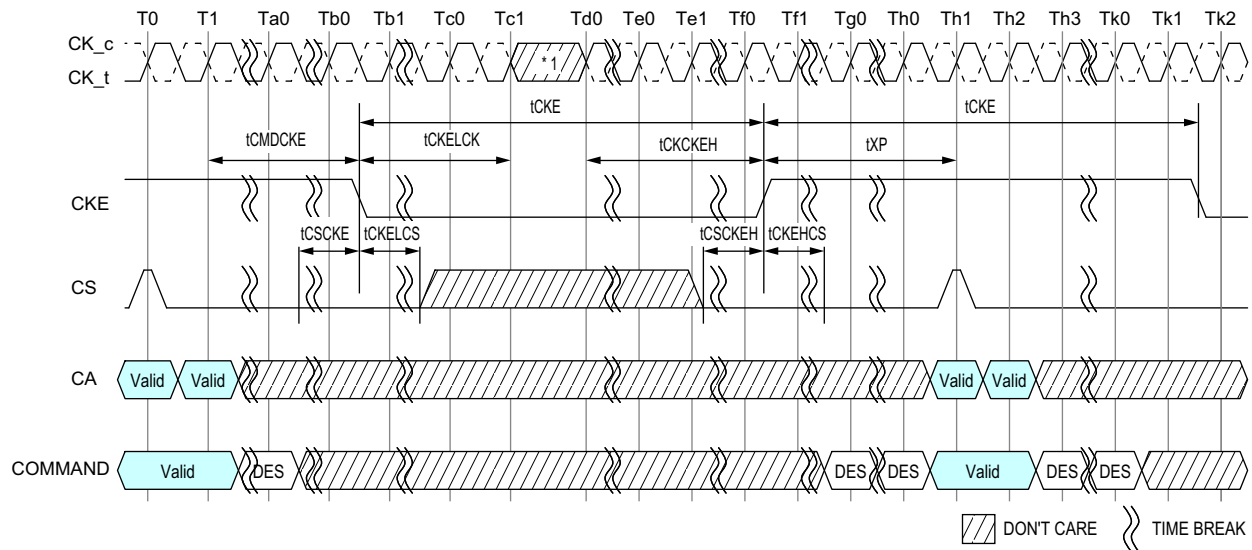 T0 T1 Ta0 Tb0 Tb1 Tc0 Tc1 Td0 Te0 Te1 Tf0 Tf1 Tg0 Th0 Th1 Th2 Th3 Tk0 Tk1 Tk2
CK_c
* 1
CK_t
tCKE tCKE
tCMDCKE tCKELCK tCKCKEH tXP
CKE
tCSCKE tCKELCS tCSCKEH tCKEHCS
CS
CA Valid Valid Valid Valid
COMMAND Valid DES DES DES Valid DES DES
DON'T CARE TIME BREAK